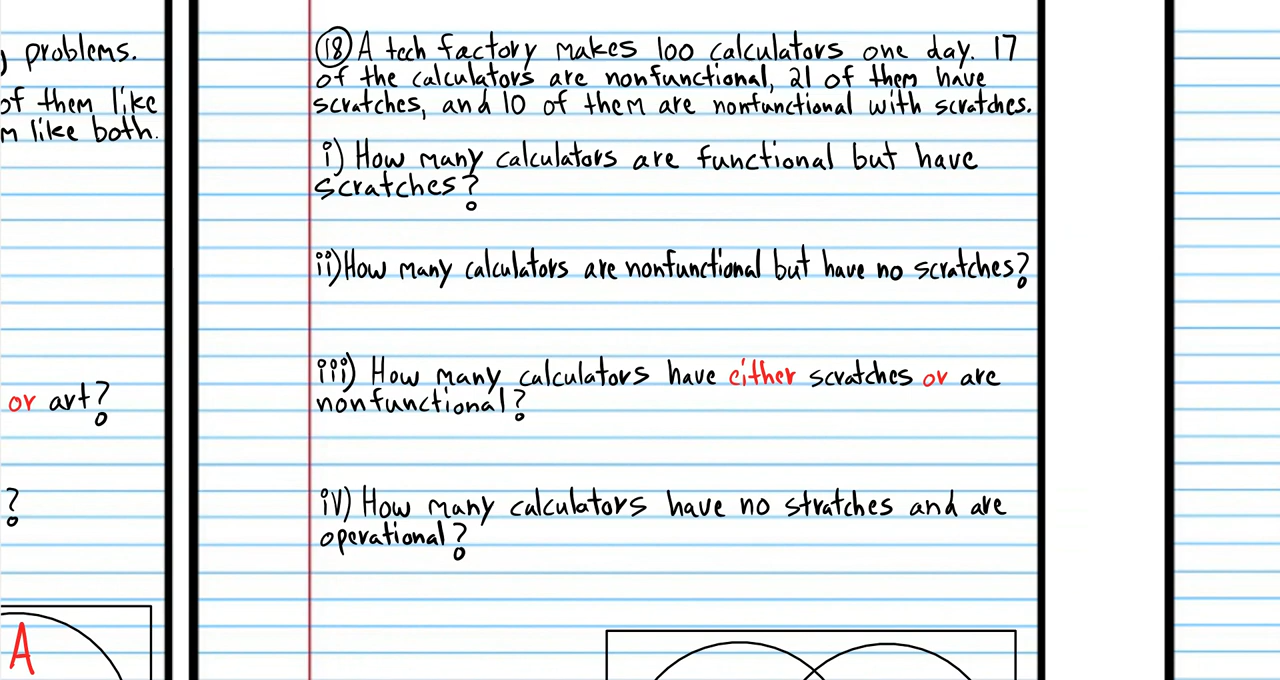 problems.
of them like
like both.
or art?
?
A
18 A tech factory makes 100 calculators one day. 17
of the calculators are nonfunctional, 21 of them have
scratches, and 10 of them are nonfunctional with scratches.
i) How many calculators are functional but have
scratches?
ii) How many calculators are nonfunctional but have no scratches?
iii) How many calculators have either scratches or are
nonfunctional?
iv) How many calculators have no stratches and are
operational?